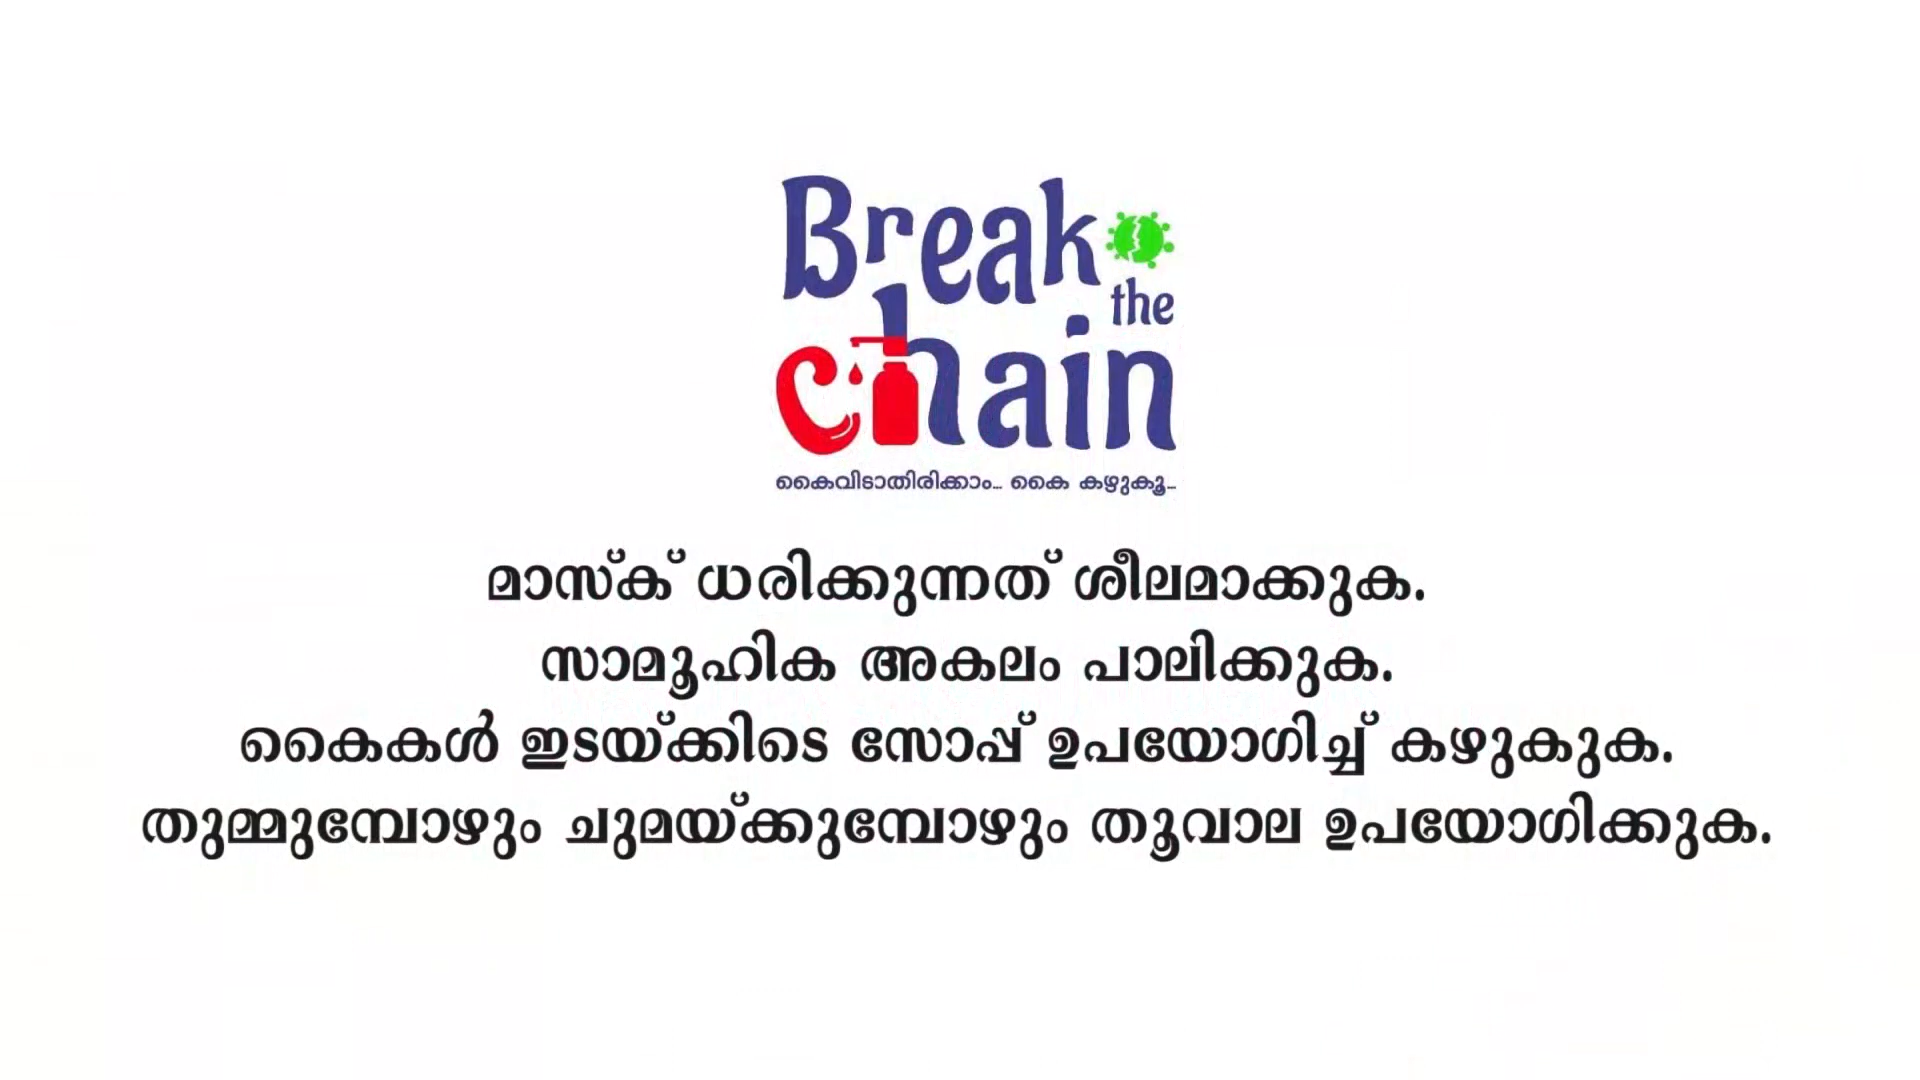 Break
the
chain
കൈവിടാതിരിക്കാം... കൈ കഴുകൂ...
മാസ്ക് ധരിക്കുന്നത് ശീലമാക്കുക.
സാമൂഹിക അകലം പാലിക്കുക.
കൈകൾ ഇടയ്ക്കിടെ സോപ്പ് ഉപയോഗിച്ച് കഴുകുക.
തുമ്മുമ്പോഴും ചുമയ്ക്കുമ്പോഴും തൂവാല ഉപയോഗിക്കുക.